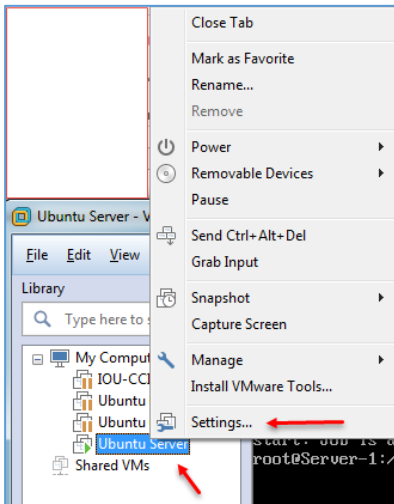 Close Tab
Mark as Favorite
Rename...
Remove
Power
Removable Devices
Pause
Send Ctrl+Alt+Del
Grab Input
Snapshot
Capture Screen
Manage
Install VMware Tools...
Settings...
Ubuntu Server - V
File Edit View
Library
Type here to s
My Comput
IOU-CCI
Ubuntu
Ubuntu
Ubuntu Server
Shared VMs
start: Job is a
root@Server-1:/